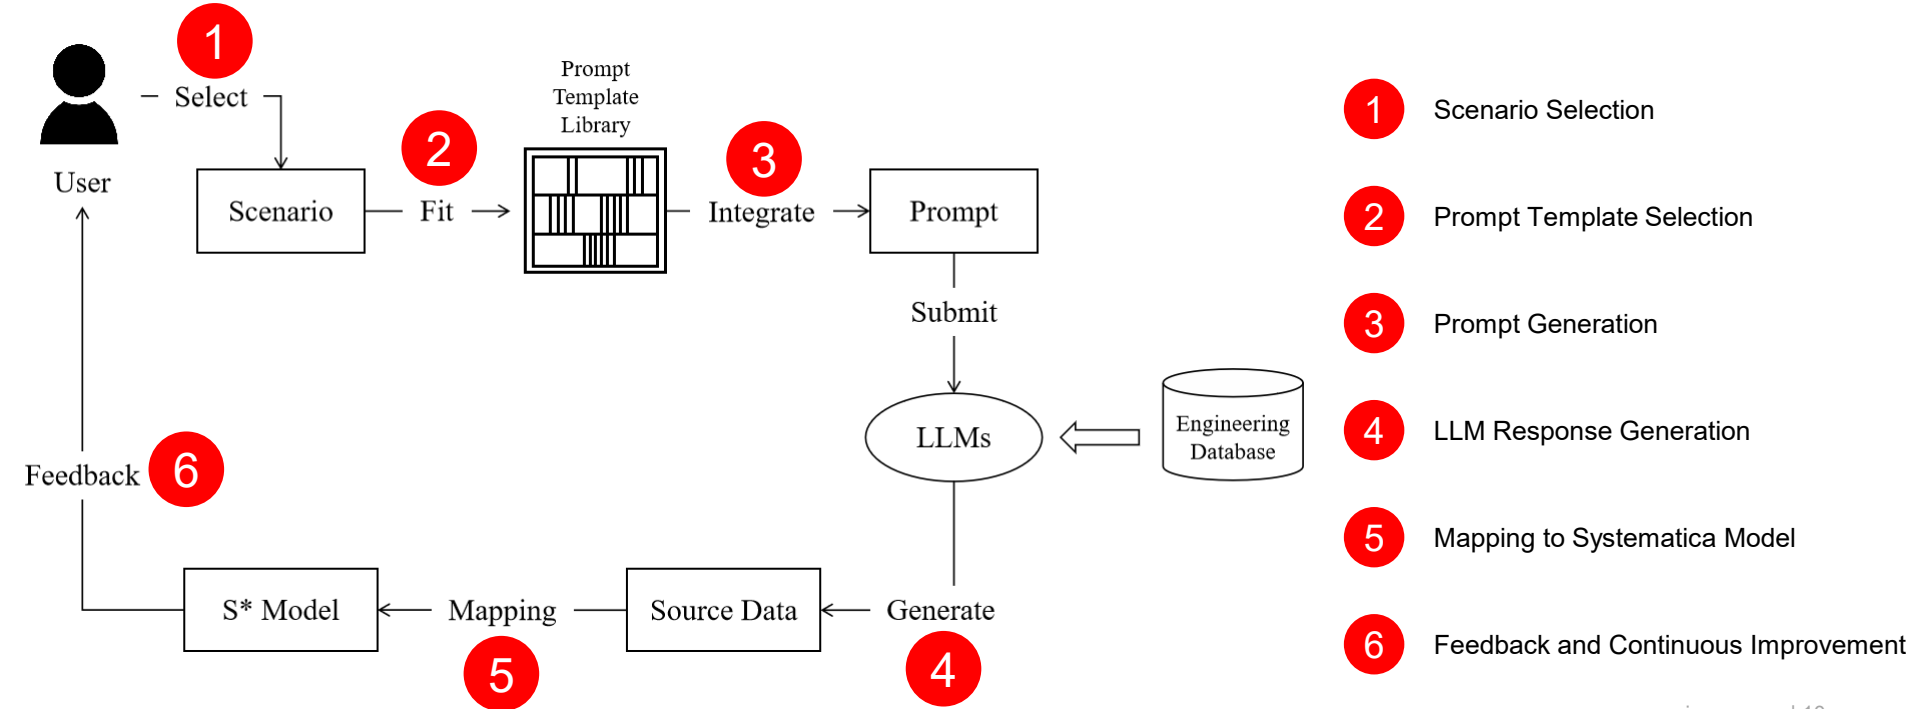 1
Select
User
Scenario
2
Fit
Prompt
Template
Library
3
Integrate
Prompt
Submit
LLMs
Engineering
Database
Generate
4
Source Data
Mapping
5
S* Model
Feedback
6
1 Scenario Selection
2 Prompt Template Selection
3 Prompt Generation
4 LLM Response Generation
5 Mapping to Systematica Model
6 Feedback and Continuous Improvement